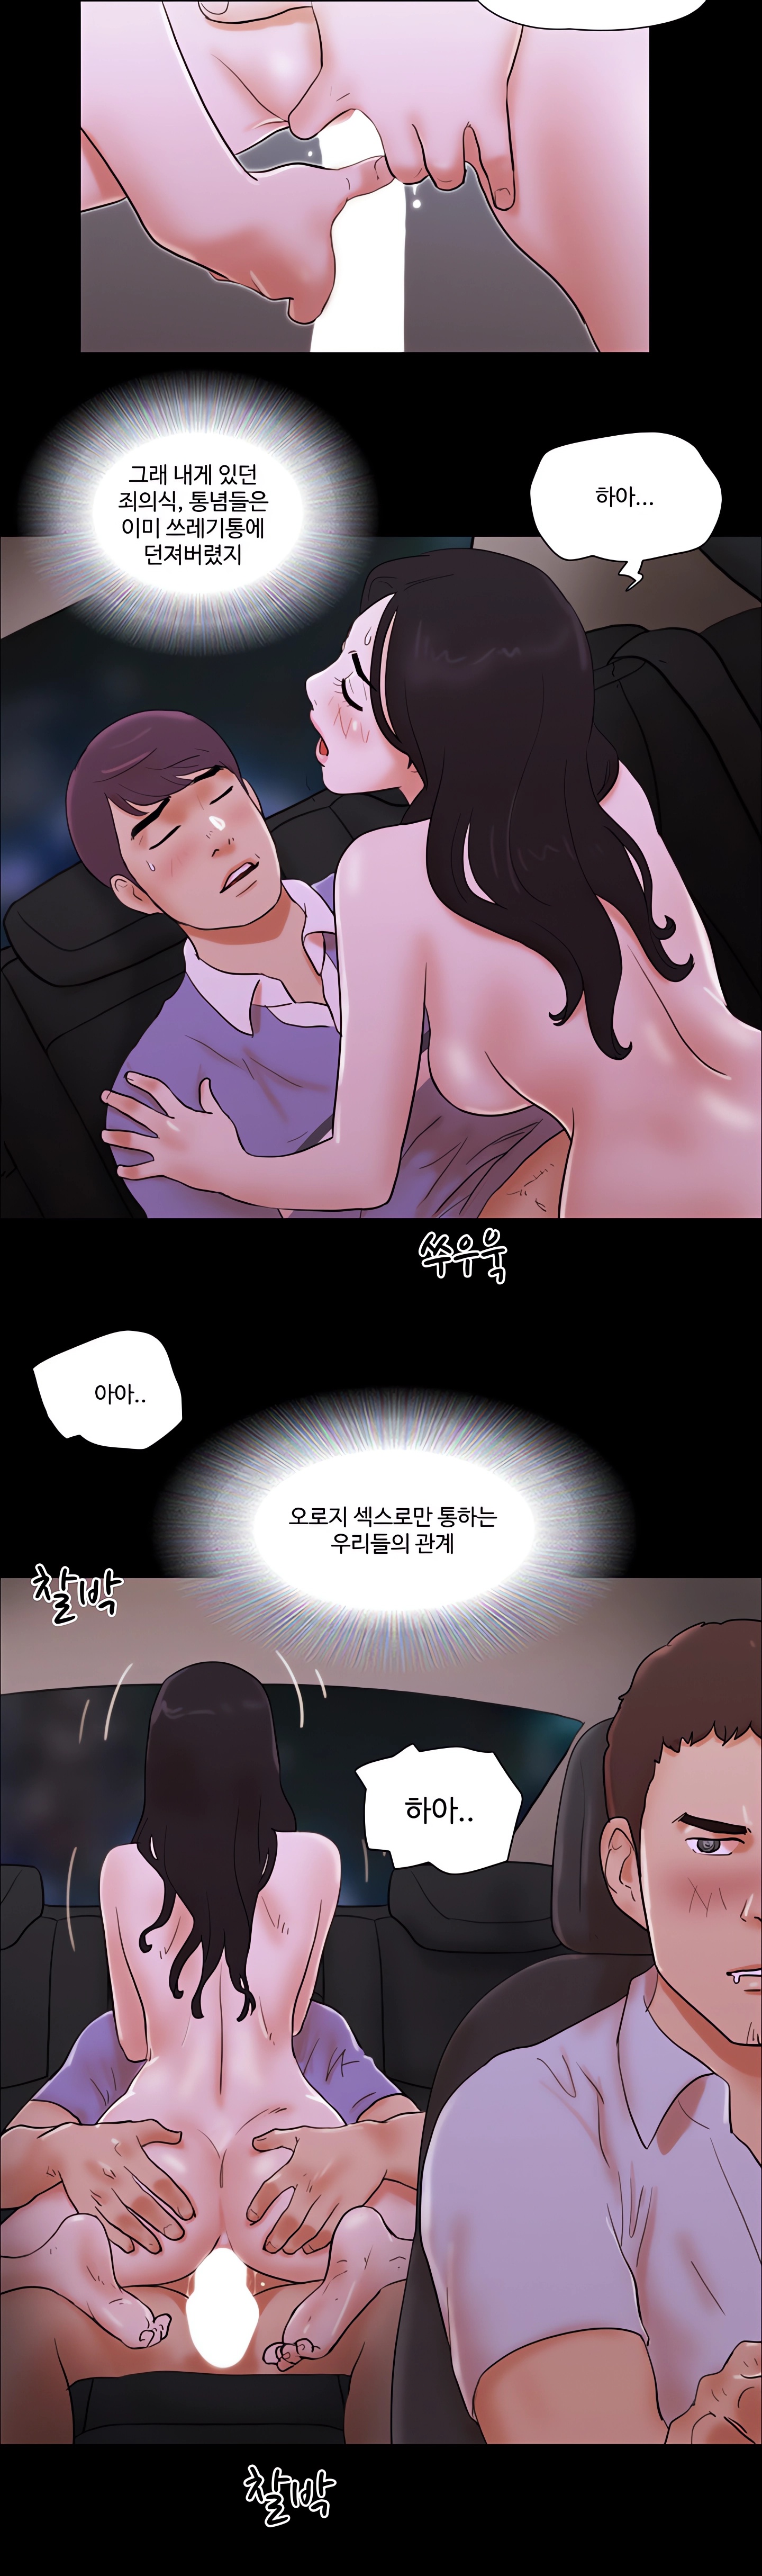 그래 내게 있던
죄의식, 통념들은
이미 쓰레기통에
던져버렸지
하아...
쑤우욱
아아..
오로지 섹스로만 통하는
우리들의 관계
찰박
하아..
찰박